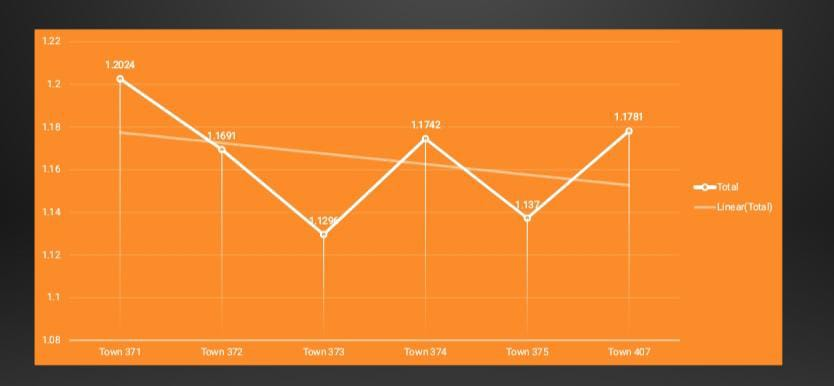 1.22
1.2024
1.2
1.18
1.1691
1.1742
1.1781
1.16
Total
Linear(Total)
1.14
1.1296
1.137
1.12
1.1
1.08
Town 371
Town 372
Town 373
Town 374
Town 375
Town 407